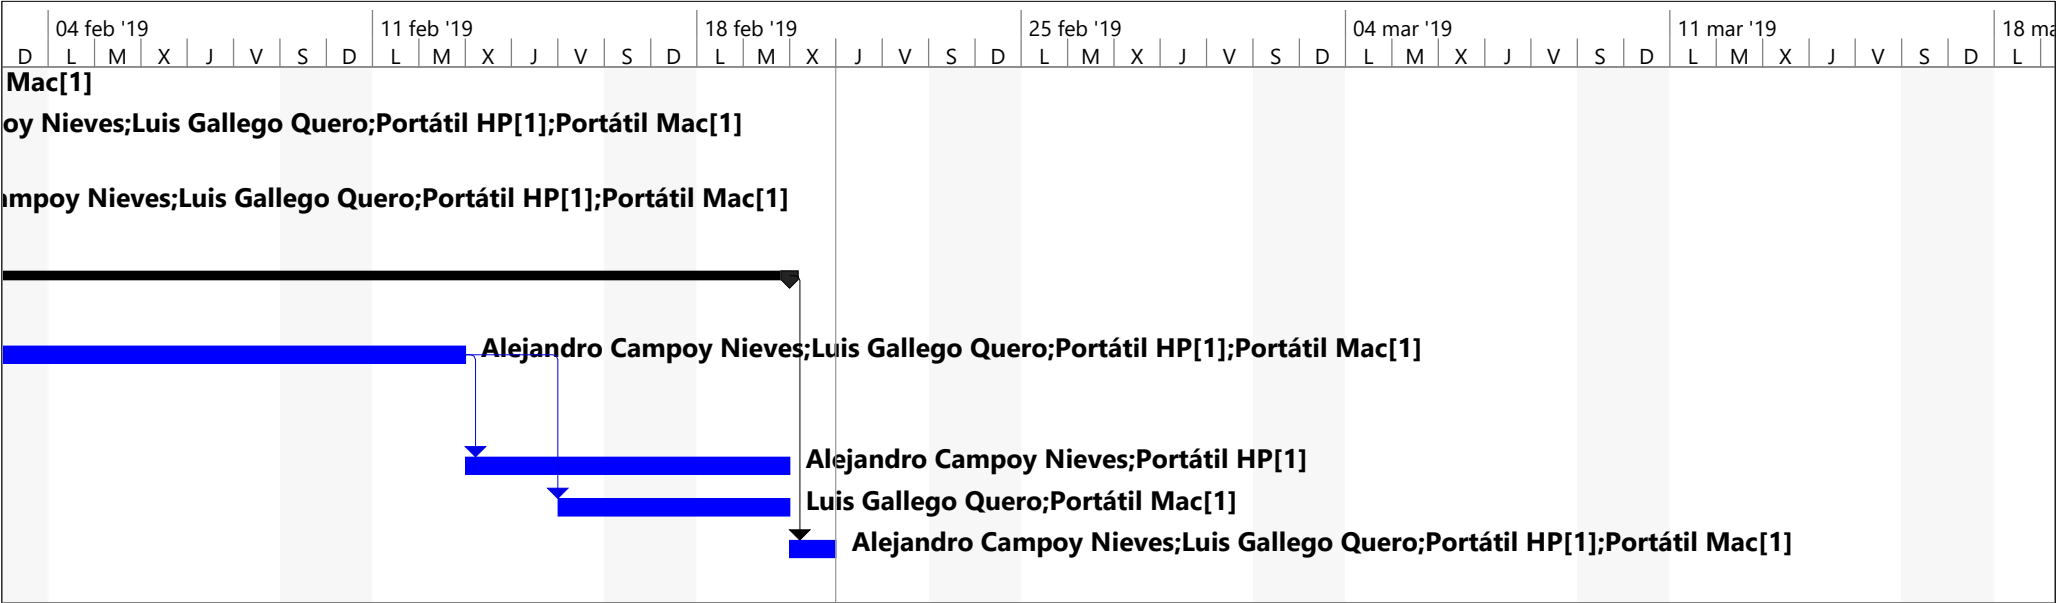 04 feb '19 11 feb '19 18 feb '19 25 feb '19 04 mar '19 11 mar '19 18
D L M X J V S D L M X J V S D L M X J V S D L M X J V S D L M X J V S D L M X J V S D L
Mac[1]
Nieves;Luis Gallego Quero;Portátil HP[1];Portátil Mac[1]
Nieves;Luis Gallego Quero;Portátil HP[1];Portátil Mac[1]
Alejandro Campoy Nieves;Luis Gallego Quero;Portátil HP[1];Portátil Mac[1]
Alejandro Campoy Nieves;Portátil HP[1]
Luis Gallego Quero;Portátil Mac[1]
Alejandro Campoy Nieves;Luis Gallego Quero;Portátil HP[1];Portátil Mac[1]